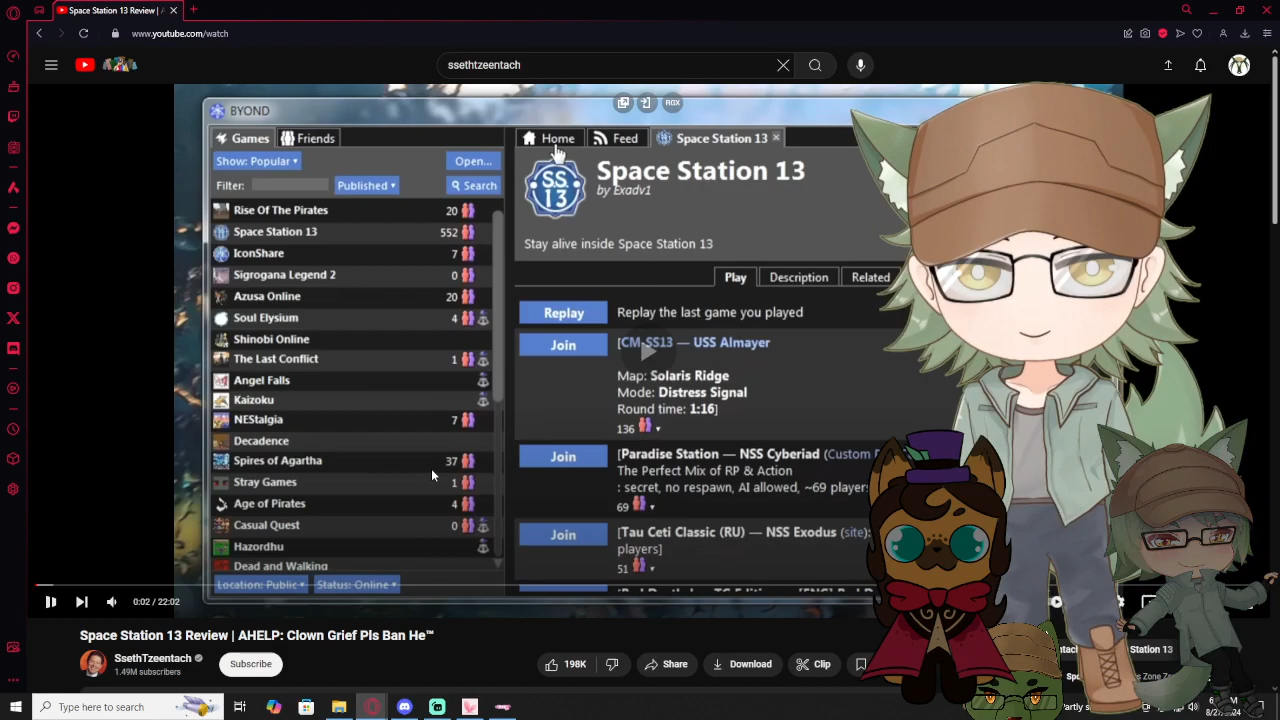 Space Station 13 Review | A
www.youtube.com/watch
ssethtzeentach
BYOND
Games
Friends
Show: Popular
Open...
Filter:
Published
Search
Rise Of The Pirates 20
Space Station 13 552
IconShare 7
Sigrogana Legend 2 0
Azusa Online 20
Soul Elysium 4
Shinobi Online
The Last Conflict 1
Angel Falls
Kaizoku
NEStalgia 7
Decadence
Spires of Agartha 37
Stray Games 1
Age of Pirates 4
Casual Quest 0
Hazordhu
Dead and Walking
Location: Public
Status: Online
Home
Feed
Space Station 13
S.S.
13
Space Station 13
by Exadv1
Stay alive inside Space Station 13
Play
Description
Related
Replay
Replay the last game you played
Join
[CM-SS13 — USS Almayer
Map: Solaris Ridge
Mode: Distress Signal
Round time: 1:16]
136
Join
[Paradise Station — NSS Cyberiad (Custom
The Perfect Mix of RP & Action
: secret, no respawn, AI allowed, ~69 players
69
Join
[Tau Ceti Classic (RU) — NSS Exodus (site):
players]
51
0:02 / 22:02
Space Station 13 Review | AHELP: Clown Grief Pls Ban He™
SsethTzeentach
1.49M subscribers
Subscribe
198K
Share
Download
Clip
Station 13
Type here to search
8/27/2024